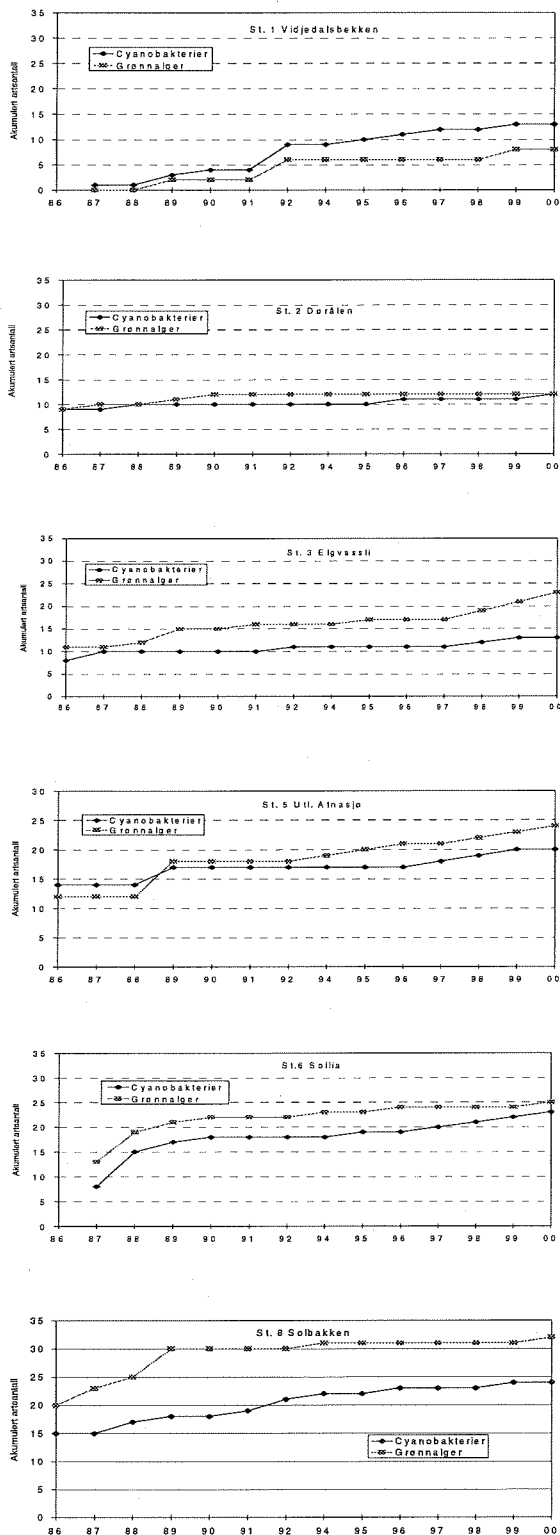 St. 1 Vidjedalsbekken
Akumulert artsantall
Cyanobakterier
Grønnalger
35
30
25
20
15
10
5
0
86 87 88 89 90 91 92 94 95 96 97 98 99 00
St. 2 Dørålen
Akumulert artsantall
Cyanobakterier
Grønnalger
35
30
25
20
15
10
5
0
86 87 88 89 90 91 92 94 95 96 97 98 99 00
St. 3 Elgvassli
Akumulert artsantall
Cyanobakterier
Grønnalger
35
30
25
20
15
10
5
0
86 87 88 89 90 91 92 94 95 96 97 98 99 00
St. 5 Utl. Atnasjø
Akumulert artsantall
Cyanobakterier
Grønnalger
30
25
20
15
10
5
0
86 87 88 89 90 91 92 94 95 96 97 98 99 00
St.6 Sollia
Akumulert artsantall
Cyanobakterier
Grønnalger
35
30
25
20
15
10
5
0
86 87 88 89 90 91 92 94 95 96 97 98 99 00
St. 8 Solbakken
Akumulert artsantall
35
30
25
20
15
10
5
0
Cyanobakterier
Grønnalger
86 87 88 89 90 91 92 94 95 96 97 98 99 00